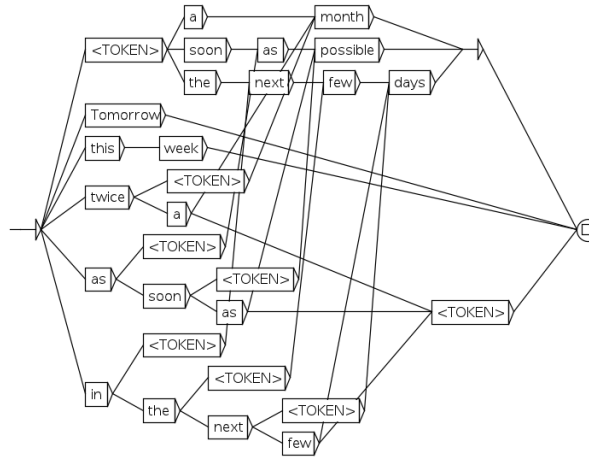 a month
<TOKEN> soon as possible
the next few days
Tomorrow
this week
<TOKEN>
twice
a
<TOKEN>
as <TOKEN>
soon
as <TOKEN>
<TOKEN>
in <TOKEN>
the
<TOKEN>
next
few